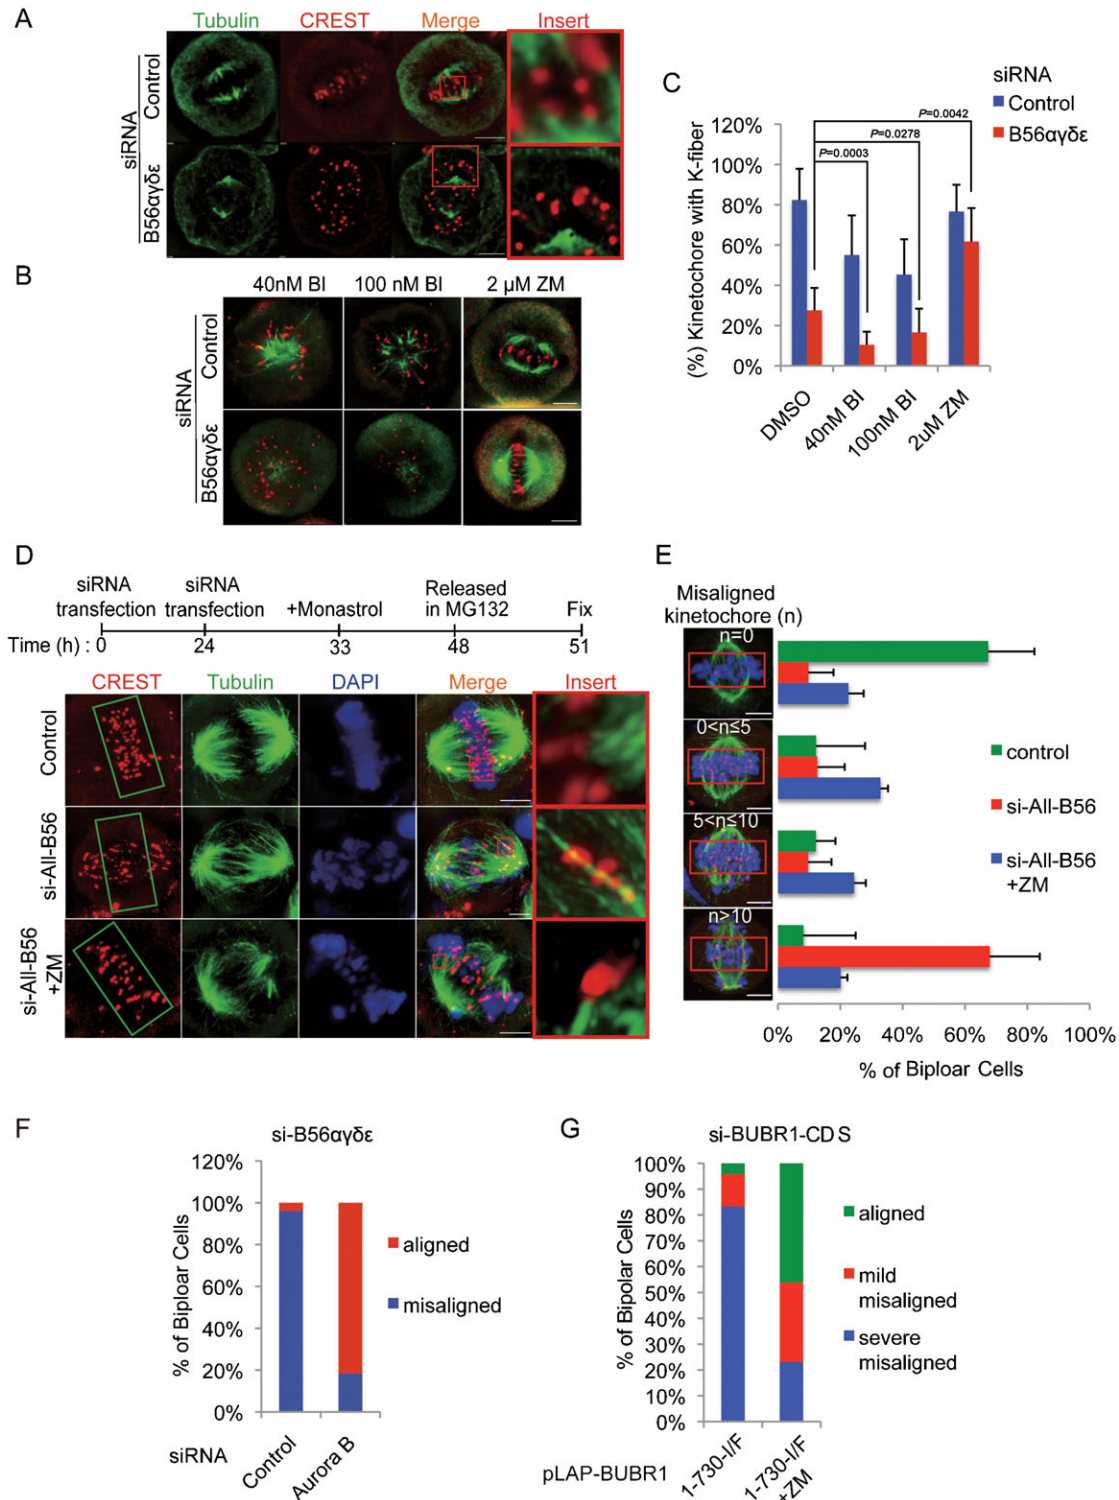 A
Tubulin CREST Merge Insert
siRNA
Control
B56αγδε
B
40nM BI 100 nM BI 2 µM ZM
siRNA
Control
B56αγδε
C
siRNA
Control
B56αγδε
(%) Kinetochore with K-fiber
120%
100%
80%
60%
40%
20%
0%
P=0.0042
P=0.0278
P=0.0003
DMSO
40nM BI
100nM BI
2uM ZM
D
siRNA transfection
siRNA transfection
+Monastrol
Released in MG132
Fix
Time (h) : 0 24 33 48 51
CREST Tubulin DAPI Merge Insert
Control
si-All-B56
si-All-B56 +ZM
E
Misaligned
kinetochore (n)
n=0
0<n≤5
5<n≤10
n>10
control
si-All-B56
si-All-B56
+ZM
0% 20% 40% 60% 80% 100%
% of Biploar Cells
F
si-B56αγδε
% of Biploar Cells
120%
100%
80%
60%
40%
20%
0%
aligned
misaligned
siRNA
Control
Aurora B
G
si-BUBR1-CDS
% of Bipolar Cells
100%
90%
80%
70%
60%
50%
40%
30%
20%
10%
0%
aligned
mild
misaligned
severe
misaligned
pLAP-BUBR1
1-730-I/F
1-730-I/F
+ZM